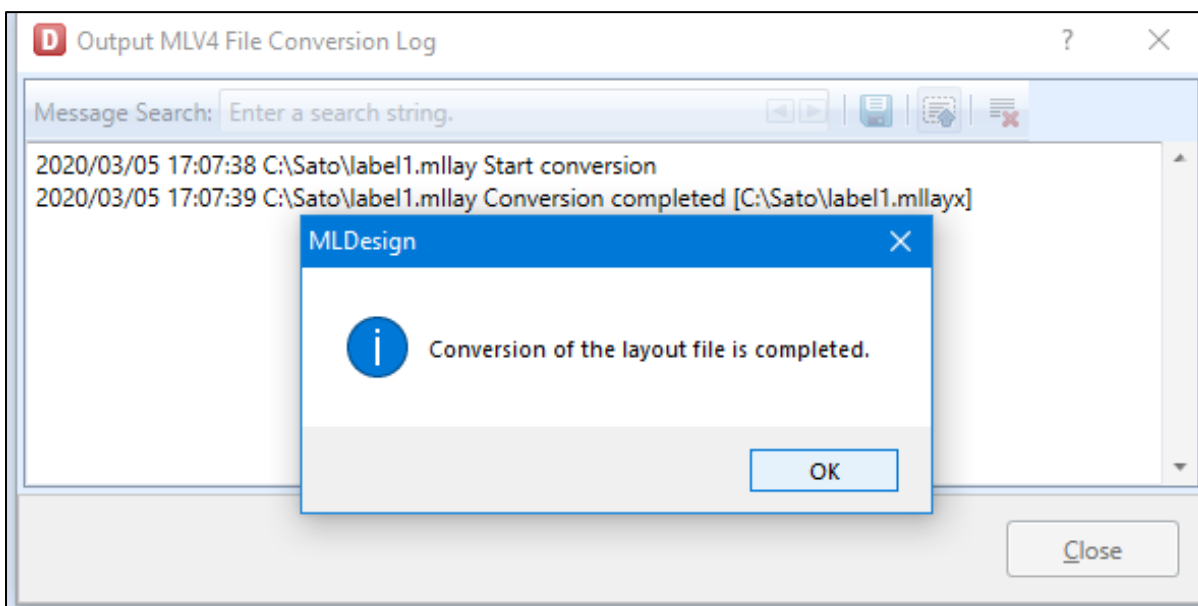 D Output MLV4 File Conversion Log ?
Message Search: Enter a search string.
2020/03/05 17:07:38 C:\Sato\label1.mllay Start conversion
2020/03/05 17:07:39 C:\Sato\label1.mllay Conversion completed [C:\Sato\label1.mllayx]
MLDesign
i Conversion of the layout file is completed.
OK
Close